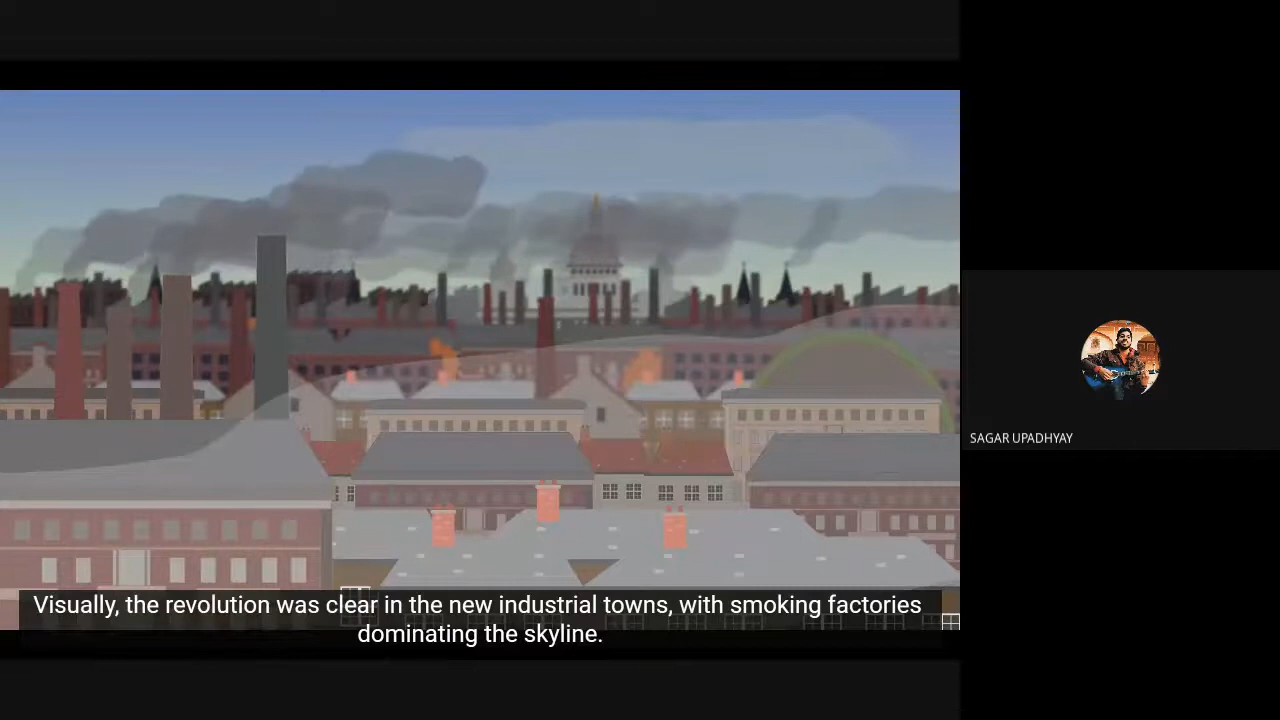 Visually, the revolution was clear in the new industrial towns, with smoking factories
dominating the skyline.
SAGAR UPADHYAY